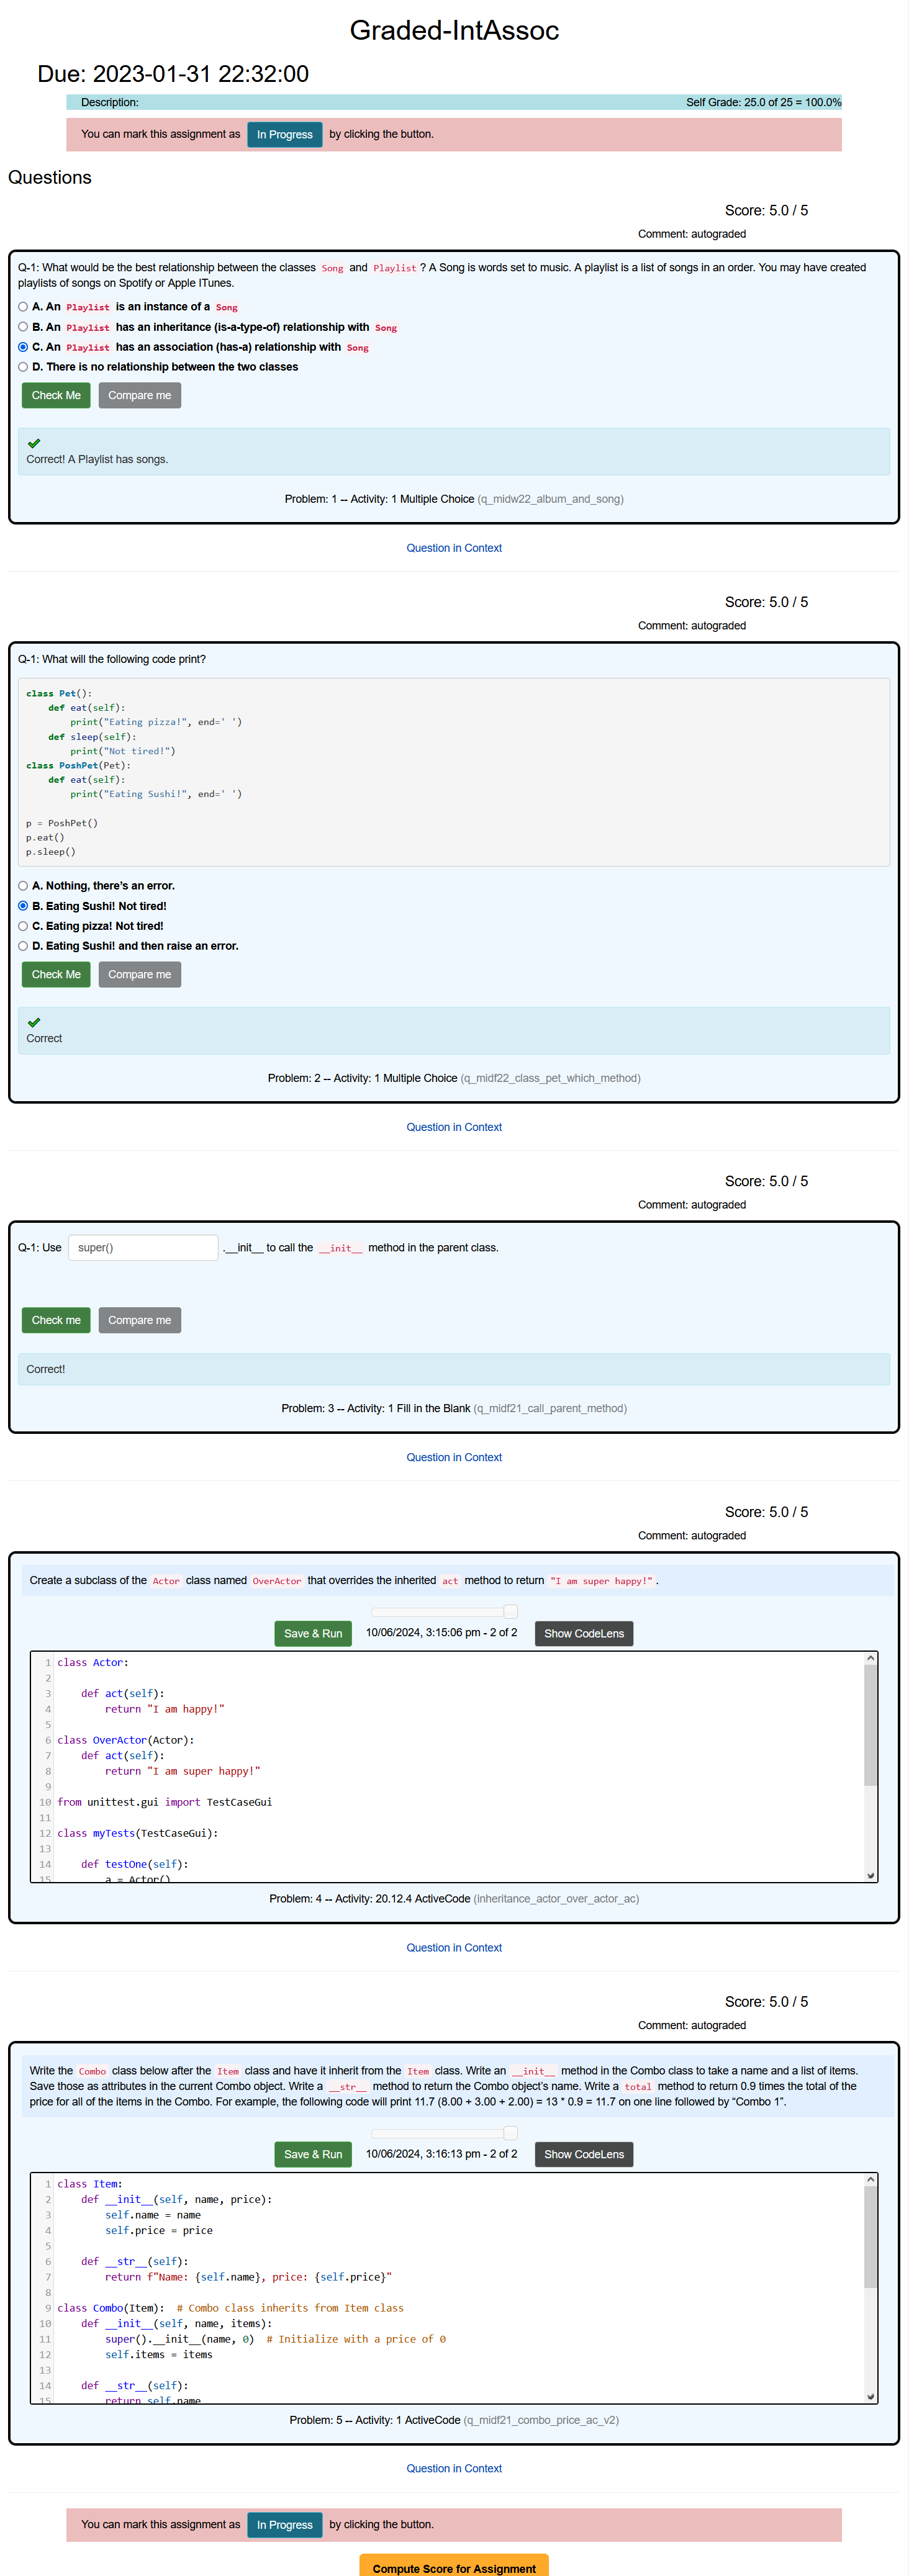 Graded-IntAssoc
Due: 2023-01-31 22:32:00
Description: Self Grade: 25.0 of 25 = 100.0%
You can mark this assignment as In Progress by clicking the button.
Questions
Score: 5.0 / 5
Comment: autograded
Q-1: What would be the best relationship between the classes Song and Playlist ? A Song is words set to music. A playlist is a list of songs in an order. You may have created
playlists of songs on Spotify or Apple ITunes.
A. An Playlist is an instance of a Song
B. An Playlist has an inheritance (is-a-type-of) relationship with Song
C. An Playlist has an association (has-a) relationship with Song
D. There is no relationship between the two classes
Check Me Compare me
Correct! A Playlist has songs.
Problem: 1 -- Activity: 1 Multiple Choice (q_midw22_album_and_song)
Question in Context
Score: 5.0 / 5
Comment: autograded
Q-1: What will the following code print?
class Pet():
    def eat(self):
        print("Eating pizza!", end=' ')
    def sleep(self):
        print("Not tired!")
class PoshPet(Pet):
    def eat(self):
        print("Eating Sushi!", end=' ')
p = PoshPet()
p.eat()
p.sleep()
A. Nothing, there's an error.
B. Eating Sushi! Not tired!
C. Eating pizza! Not tired!
D. Eating Sushi! and then raise an error.
Check Me Compare me
Correct
Problem: 2 -- Activity: 1 Multiple Choice (q_midf22_class_pet_which_method)
Question in Context
Score: 5.0 / 5
Comment: autograded
Q-1: Use super() .__init__ to call the __init__ method in the parent class.
Check me Compare me
Correct!
Problem: 3 -- Activity: 1 Fill in the Blank (q_midf21_call_parent_method)
Question in Context
Score: 5.0 / 5
Comment: autograded
Create a subclass of the Actor class named OverActor that overrides the inherited act method to return "I am super happy!" .
Save & Run 10/06/2024, 3:15:06 pm - 2 of 2 Show CodeLens
1 class Actor:
2
3     def act(self):
4         return "I am happy!"
5
6 class OverActor(Actor):
7     def act(self):
8         return "I am super happy!"
9
10 from unittest.gui import TestCaseGui
11
12 class myTests(TestCaseGui):
13
14     def testOne(self):
15         a = Actor()
Problem: 4 -- Activity: 20.12.4 ActiveCode (inheritance_actor_over_actor_ac)
Question in Context
Score: 5.0 / 5
Comment: autograded
Write the Combo class below after the Item class and have it inherit from the Item class. Write an __init__ method in the Combo class to take a name and a list of items.
Save those as attributes in the current Combo object. Write a __str__ method to return the Combo object's name. Write a total method to return 0.9 times the total of the
price for all of the items in the Combo. For example, the following code will print 11.7 (8.00 + 3.00 + 2.00) = 13 * 0.9 = 11.7 on one line followed by "Combo 1".
Save & Run 10/06/2024, 3:16:13 pm - 2 of 2 Show CodeLens
1 class Item:
2     def __init__(self, name, price):
3         self.name = name
4         self.price = price
5
6     def __str__(self):
7         return f"Name: {self.name}, price: {self.price}"
8
9 class Combo(Item):  # Combo class inherits from Item class
10     def __init__(self, name, items):
11         super().__init__(name, 0)  # Initialize with a price of 0
12         self.items = items
13
14     def __str__(self):
15         return self.name
Problem: 5 -- Activity: 1 ActiveCode (q_midf21_combo_price_ac_v2)
Question in Context
You can mark this assignment as In Progress by clicking the button.
Compute Score for Assignment